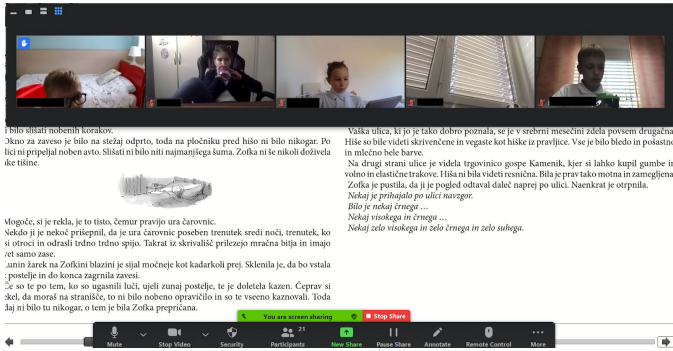 i bilo slišati nobenih korakov.
Okno za zaveso je bilo na stežaj odprto, toda na pločniku pred hišo ni bilo nikogar. Po
lici ni pripeljal noben avto. Slišati ni bilo niti najmanjšega šuma. Zofka ni še nikoli doživela
ake tišine.
Mogoče, si je rekla, je to tisto, čemur pravijo ura čarovnic.
Nekdo ji je nekoč prišepnil, da je ura čarovnic poseben trenutek sredi noči, trenutek, ko
si otroci in odrasli trdno trdno spijo. Takrat iz skrivališč prilezejo mračna bitja in imajo
vet samo zase.
Lunin žarek na Zofkini blazini je sijal močneje kot kadarkoli prej. Sklenila je, da bo vstala
postelje in do konca zagrnila zavesi.
Če so te po tem, ko so ugasnili luči, ujeli zunaj postelje, te je doletela kazen. Čeprav si
ekel, da moraš na stranišče, to ni bilo nobeno opravičilo in so te vseeno kaznovali. Toda
daj ni bilo tu nikogar, o tem je bila Zofka prepričana.
Vaška ulica, ki jo je tako dobro poznala, se je v srebrni mesečini zdela povsem drugačna
Hiše so bile videti skrivenčene in vegaste kot hiške iz pravljice. Vse je bilo bledo in pošastno
in mlečno bele barve.
Na drugi strani ulice je videla trgovinico gospe Kamenik, kjer si lahko kupil gumbe in
volno in elastične trakove. Hiša ni bila videti resnična. Bila je prav tako motna in zamegljena
Zofka je pustila, da ji je pogled odtaval daleč naprej po ulici. Naenkrat je otrpnila.
Nekaj je prihajalo po ulici navzgor.
Bilo je nekaj črnega …
Nekaj visokega in črnega …
Nekaj zelo visokega in zelo črnega in zelo suhega.
You are screen sharing
Stop Share
Mute
Stop Video
Security
Participants
21
New Share
Pause Share
Annotate
Remote Control
More